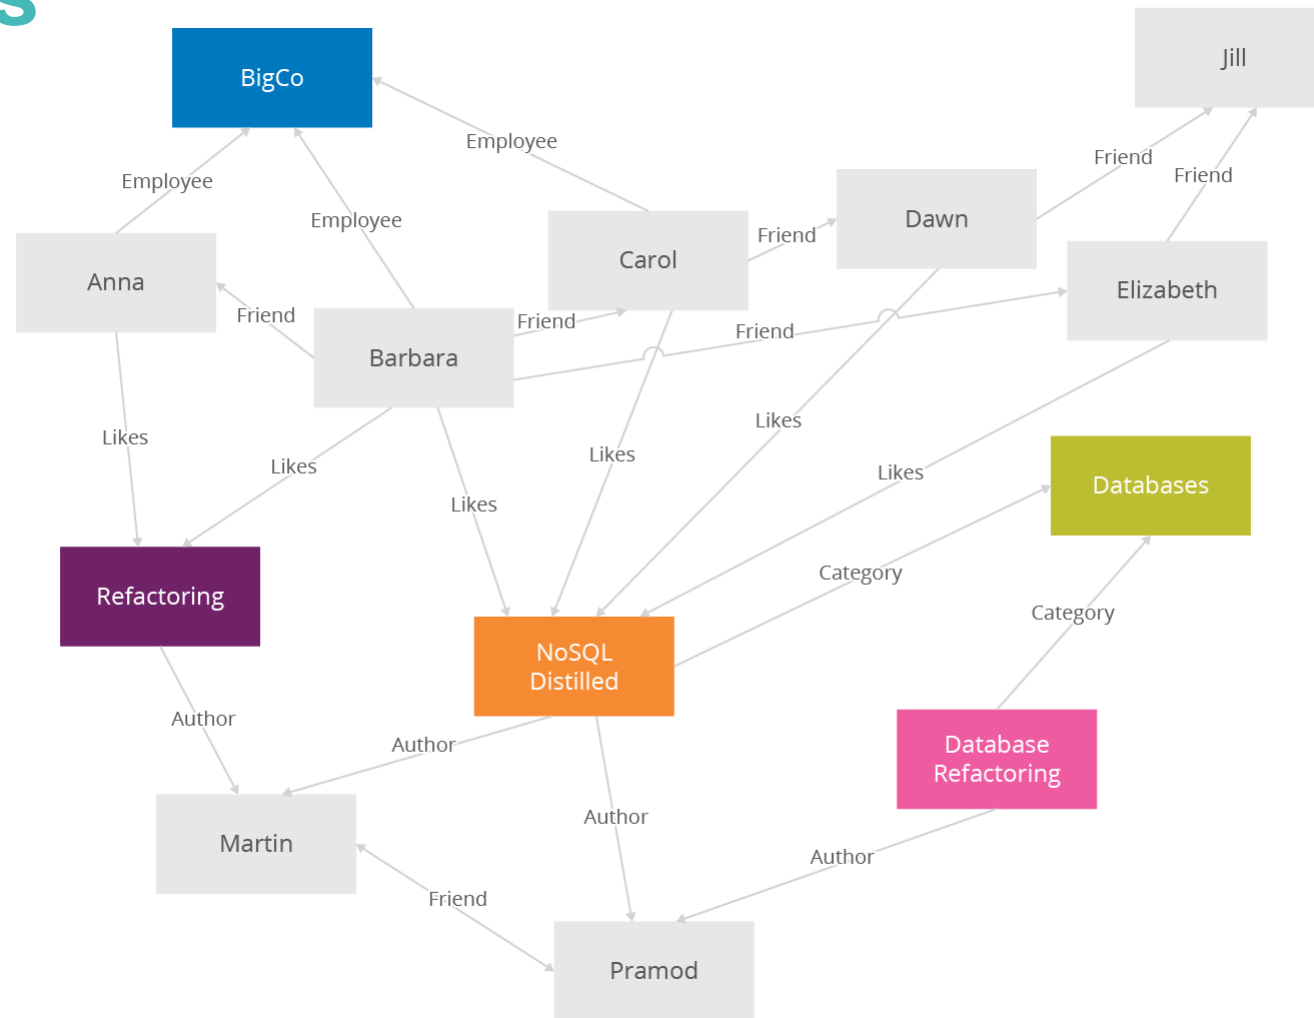 s
BigCo
Jill
Employee
Friend
Employee
Friend
Employee
Dawn
Friend
Carol
Anna
Elizabeth
Friend
Friend
Friend
Barbara
Likes
Likes
Likes
Likes
Likes
Likes
Databases
Category
Refactoring
Category
NoSQL
Distilled
Author
Author
Database
Refactoring
Author
Martin
Author
Friend
Pramod